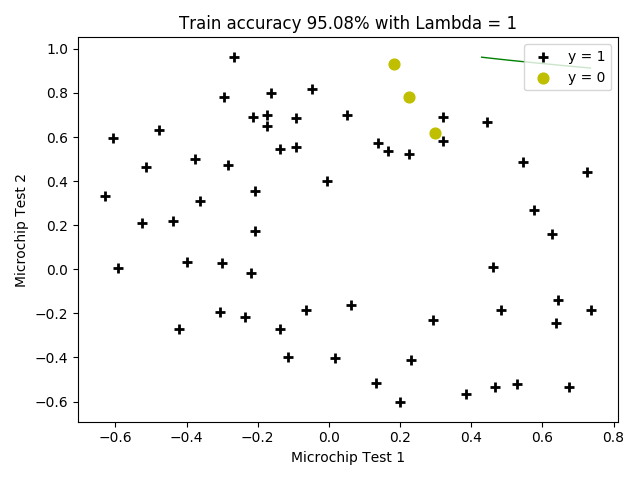 Train accuracy 95.08% with Lambda = 1
y = 1
y = 0
1.0
0.8
0.6
0.4
0.2
0.0
−0.2
−0.4
−0.6
Microchip Test 2
−0.6 −0.4 −0.2 0.0 0.2 0.4 0.6 0.8
Microchip Test 1